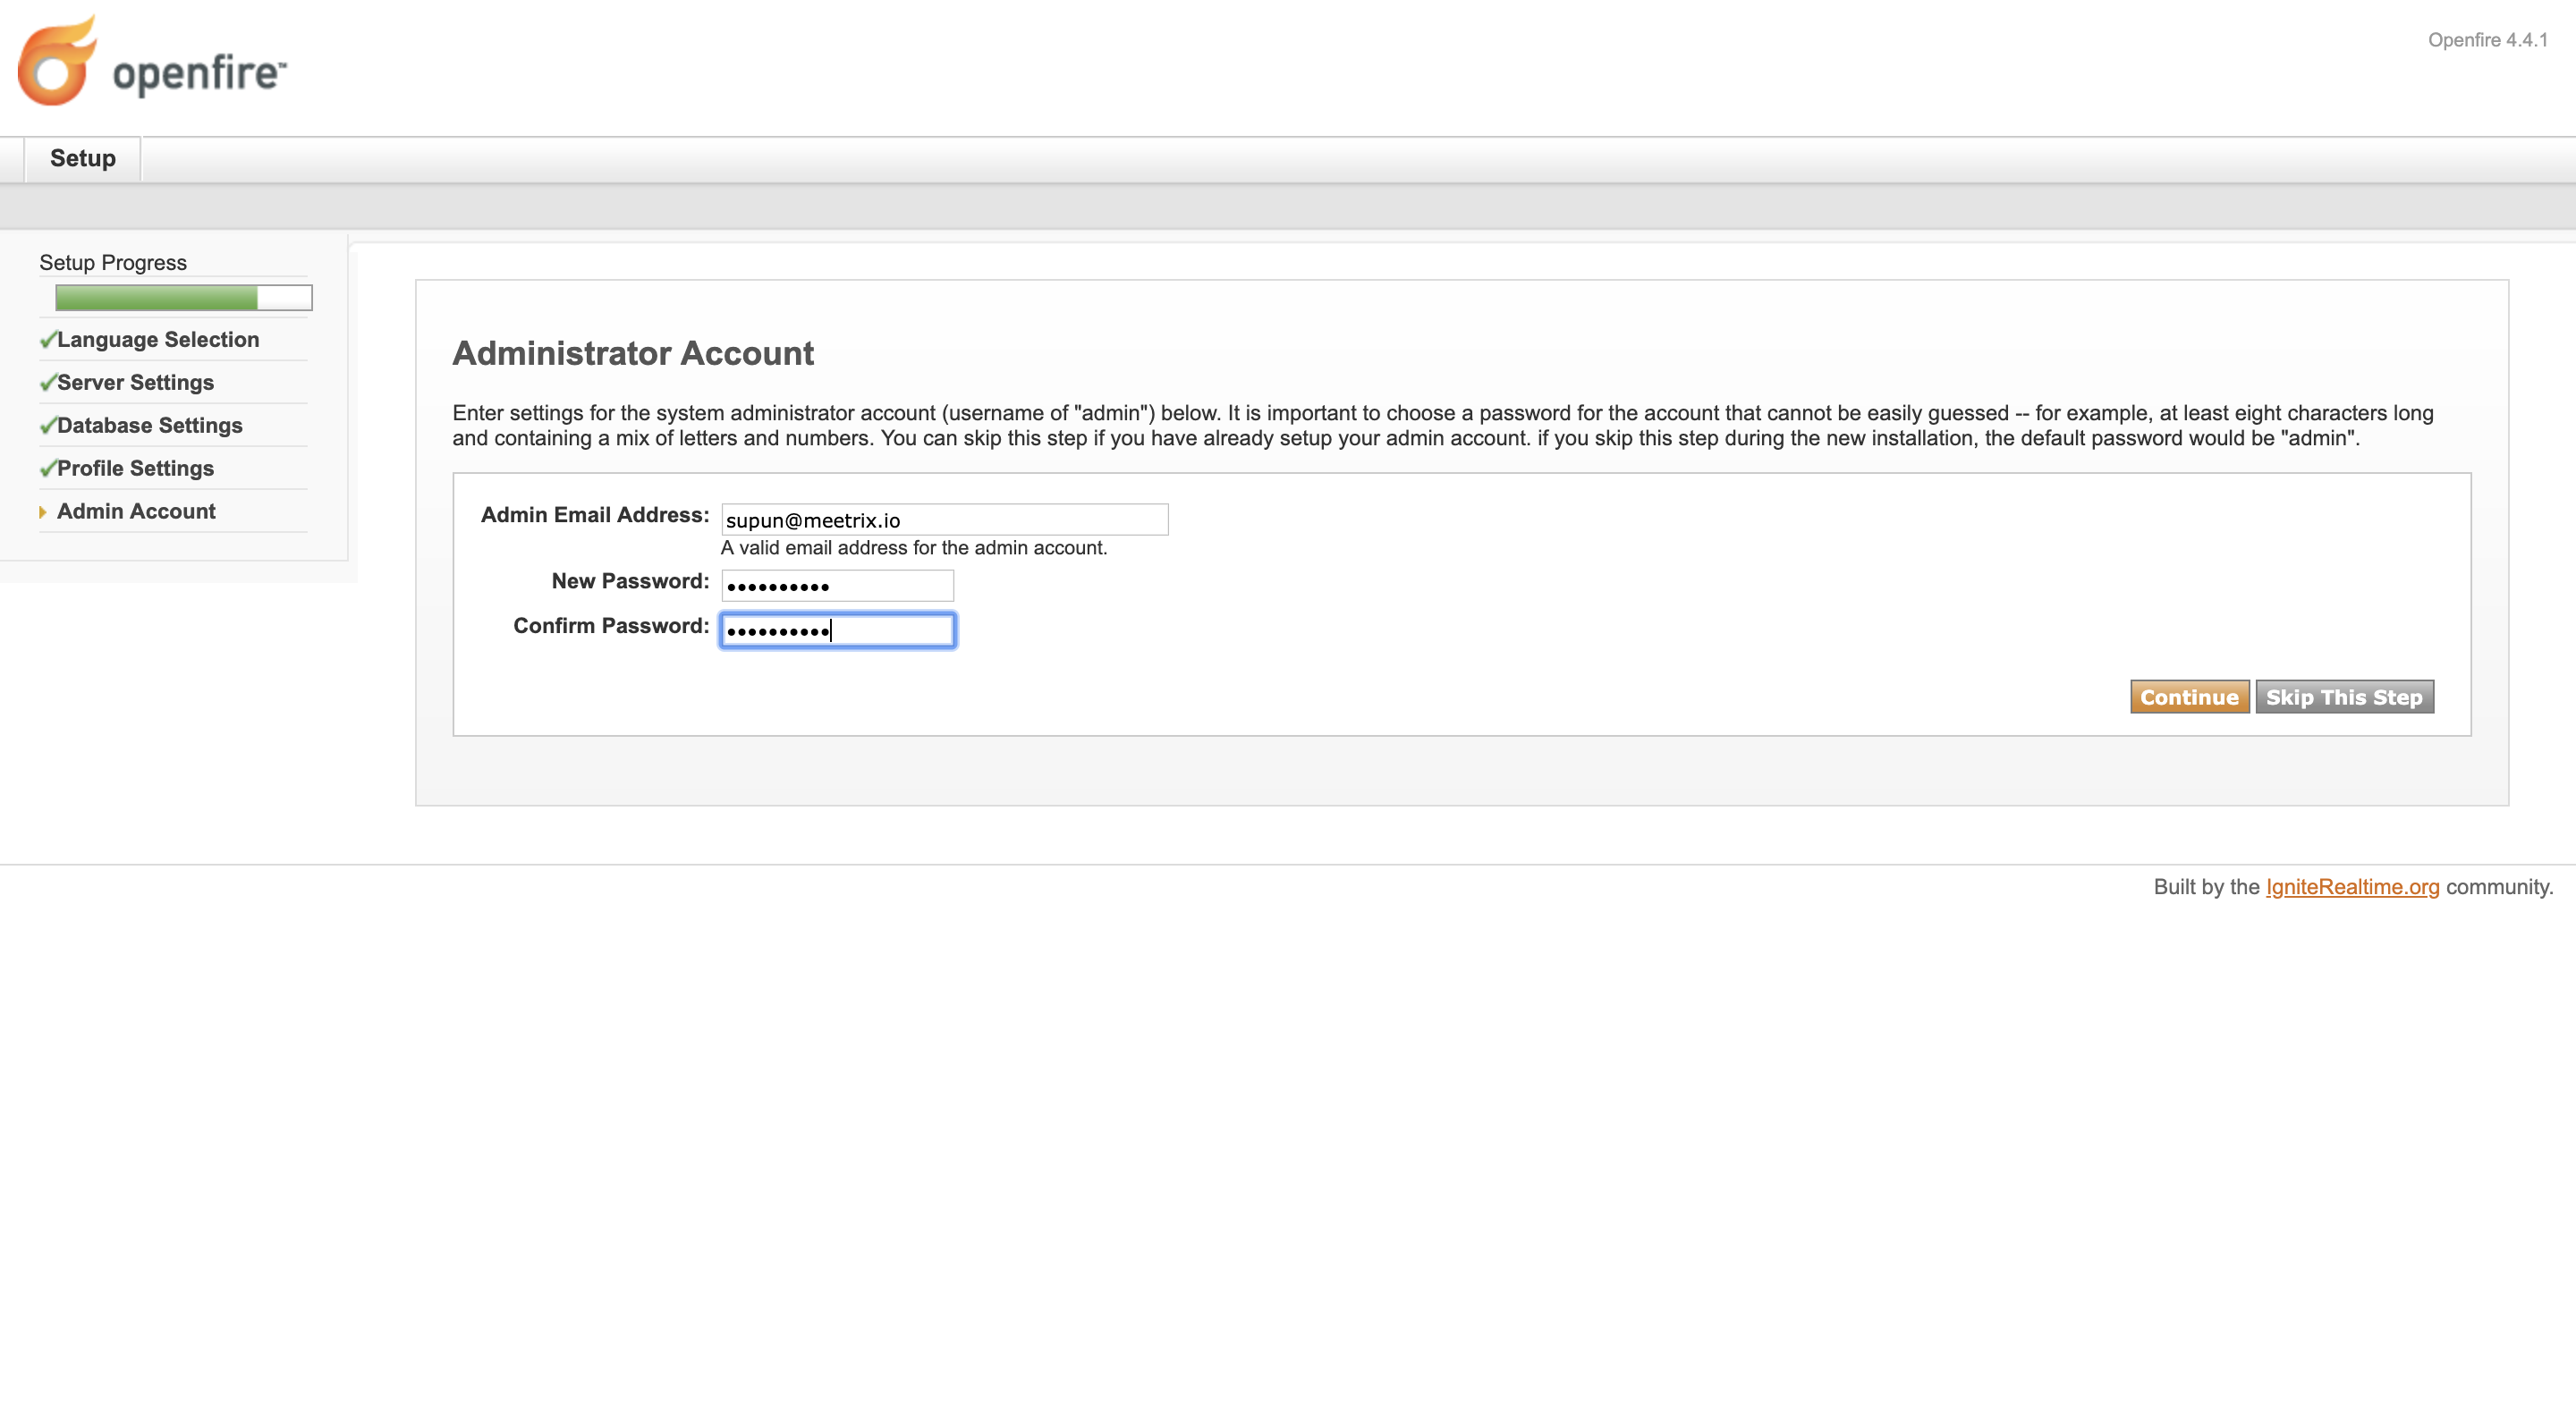 openfire™
Openfire 4.4.1
Setup
Setup Progress
Language Selection
Server Settings
Database Settings
Profile Settings
Admin Account
Administrator Account
Enter settings for the system administrator account (username of "admin") below. It is important to choose a password for the account that cannot be easily guessed -- for example, at least eight characters long
and containing a mix of letters and numbers. You can skip this step if you have already setup your admin account. if you skip this step during the new installation, the default password would be "admin".
Admin Email Address: supun@meetrix.io
A valid email address for the admin account.
New Password: ••••••••••
Confirm Password: ••••••••••
Continue Skip This Step
Built by the IgniteRealtime.org community.